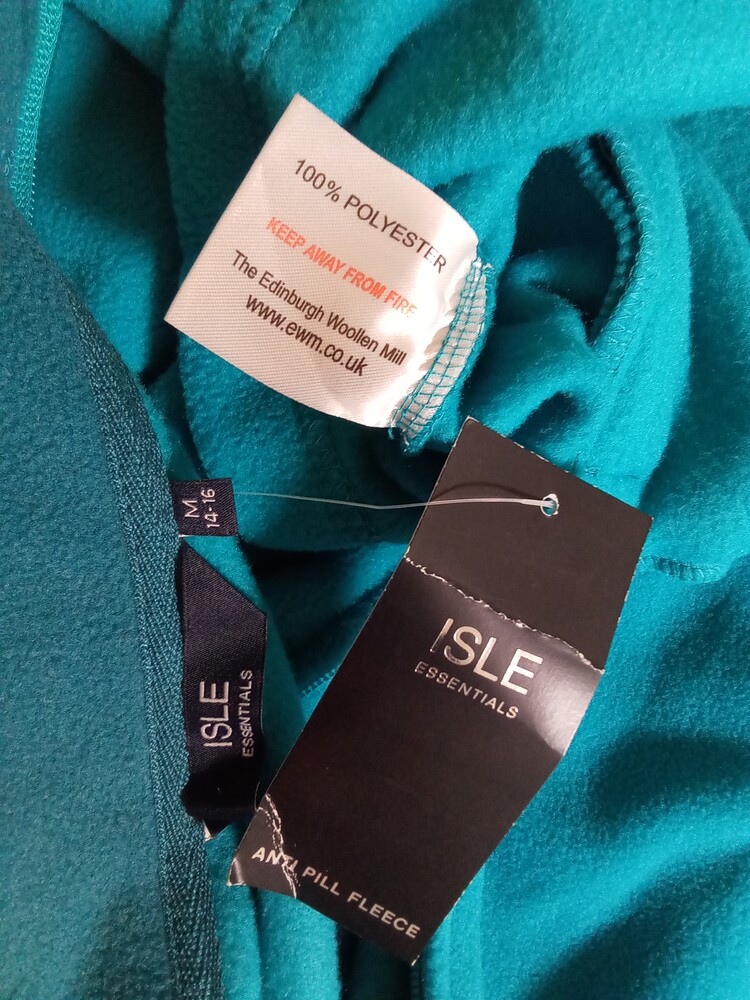 100% POLYESTER
KEEP AWAY FROM FIRE
The Edinburgh Woollen Mill
www.ewm.co.uk
M
14-16
ISLE
ESSENTIALS
ISLE
ESSENTIALS
ANTI PILL FLEECE